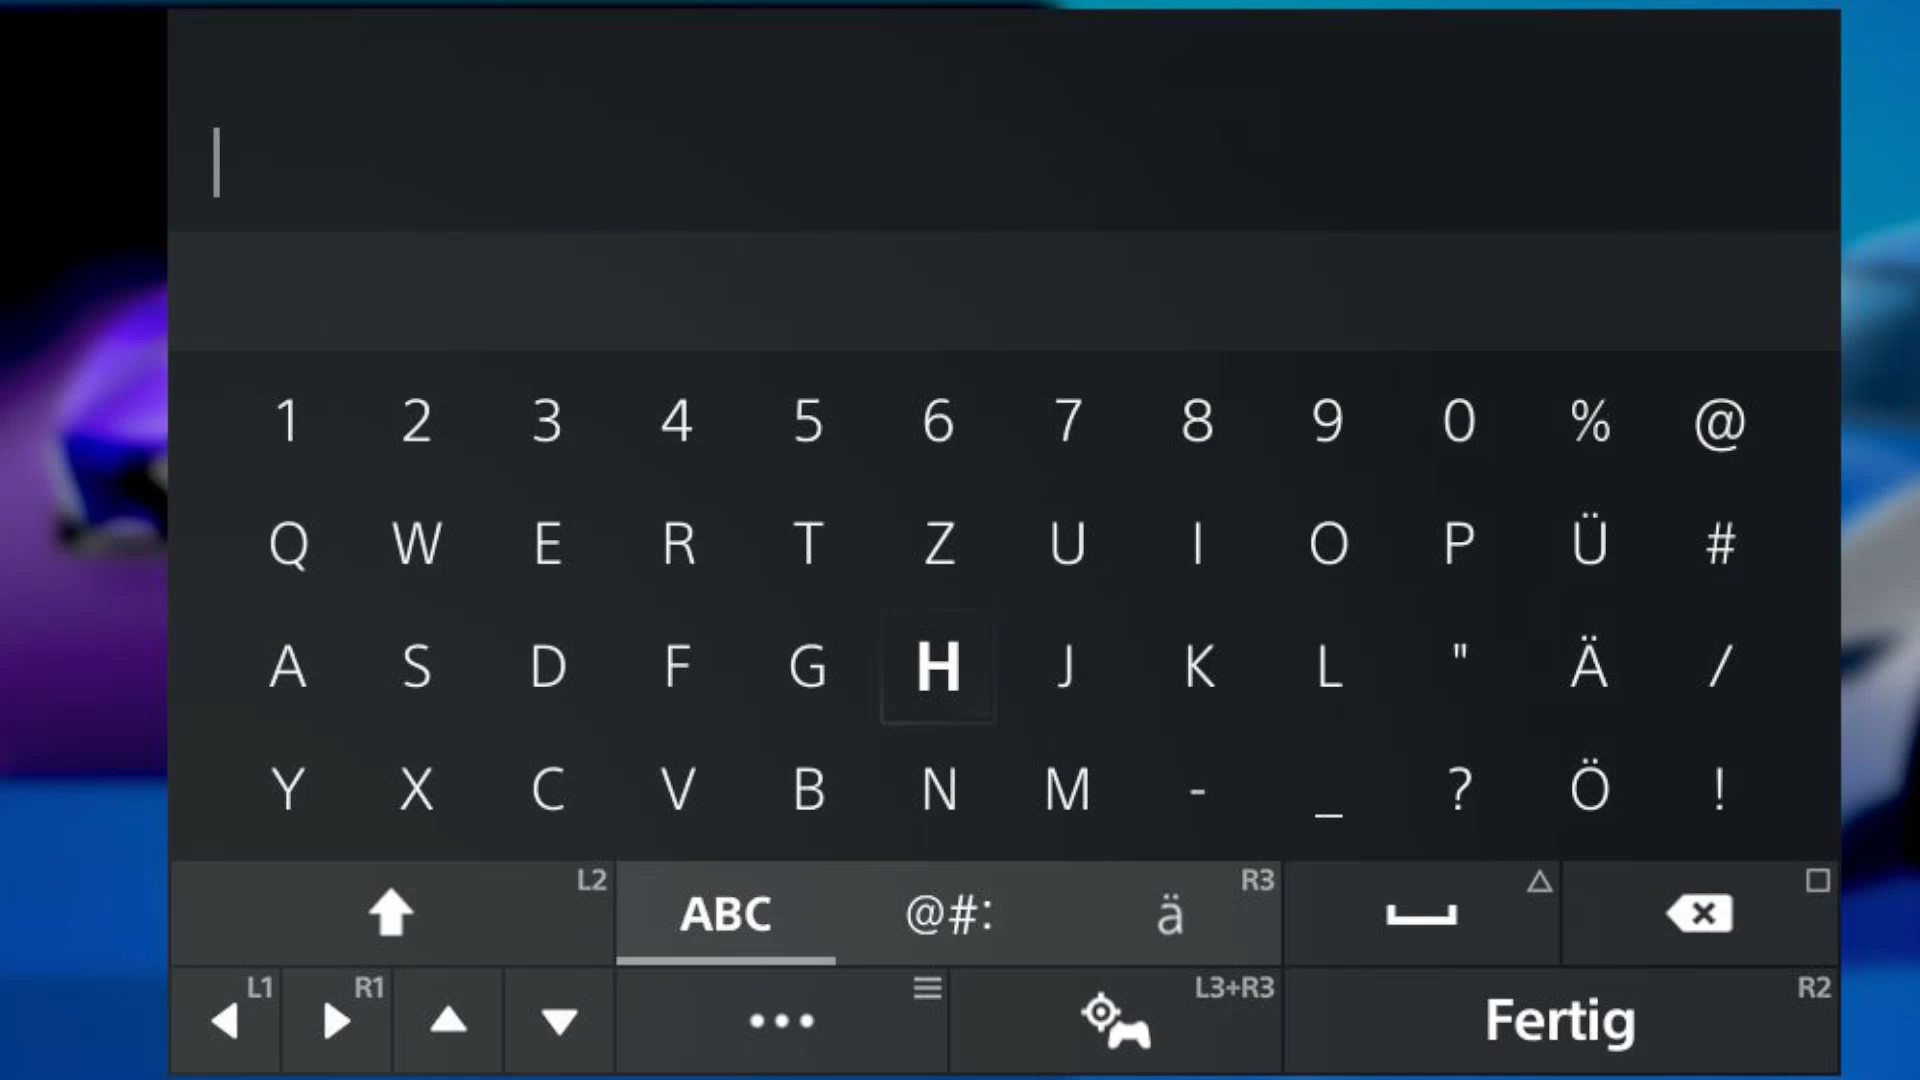 1 2 3 4 5 6 7 8 9 0 % @
Q W E R T Z U I O P Ü #
A S D F G H J K L " Ä /
Y X C V B N M - _ ? Ö !
L2 ABC @#: ä R3
L1 R1 ••• L3+R3 Fertig R2